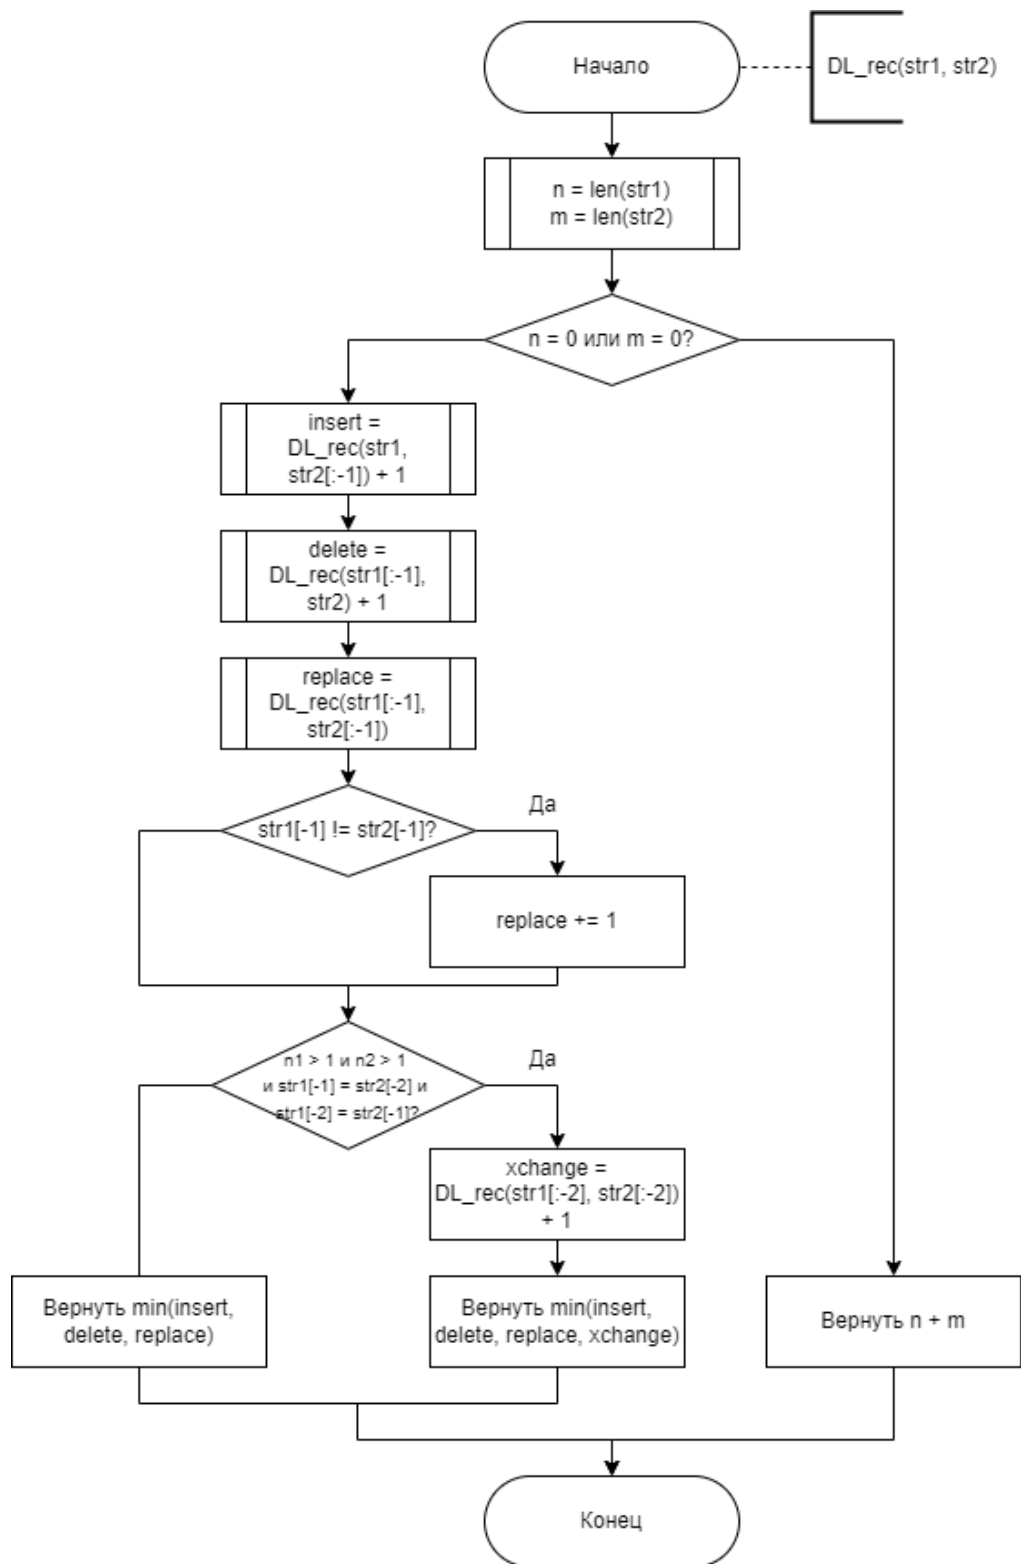 Начало
DL_rec(str1, str2)
n = len(str1)
m = len(str2)
n = 0 или m = 0?
insert =
DL_rec(str1,
str2[:-1]) + 1
delete =
DL_rec(str1[:-1],
str2) + 1
replace =
DL_rec(str1[:-1],
str2[:-1])
Да
str1[-1] != str2[-1]?
replace += 1
n1 > 1 и n2 > 1
и str1[-1] = str2[-2] и
str1[-2] = str2[-1]?
Да
xchange =
DL_rec(str1[:-2], str2[:-2])
+ 1
Вернуть min(insert,
delete, replace)
Вернуть min(insert,
delete, replace, xchange)
Вернуть n + m
Конец